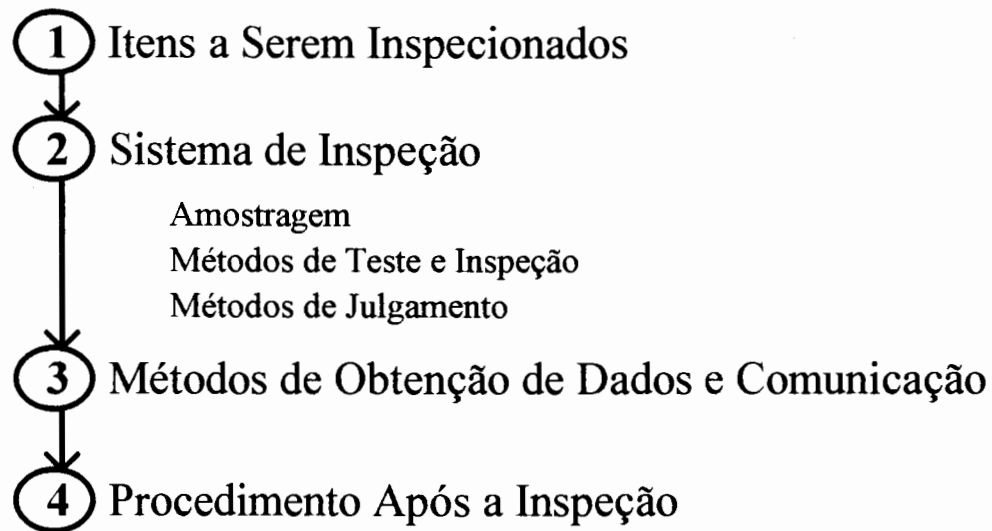 1 Itens a Serem Inspecionados
2 Sistema de Inspeção
Amostragem
Métodos de Teste e Inspeção
Métodos de Julgamento
3 Métodos de Obtenção de Dados e Comunicação
4 Procedimento Após a Inspeção